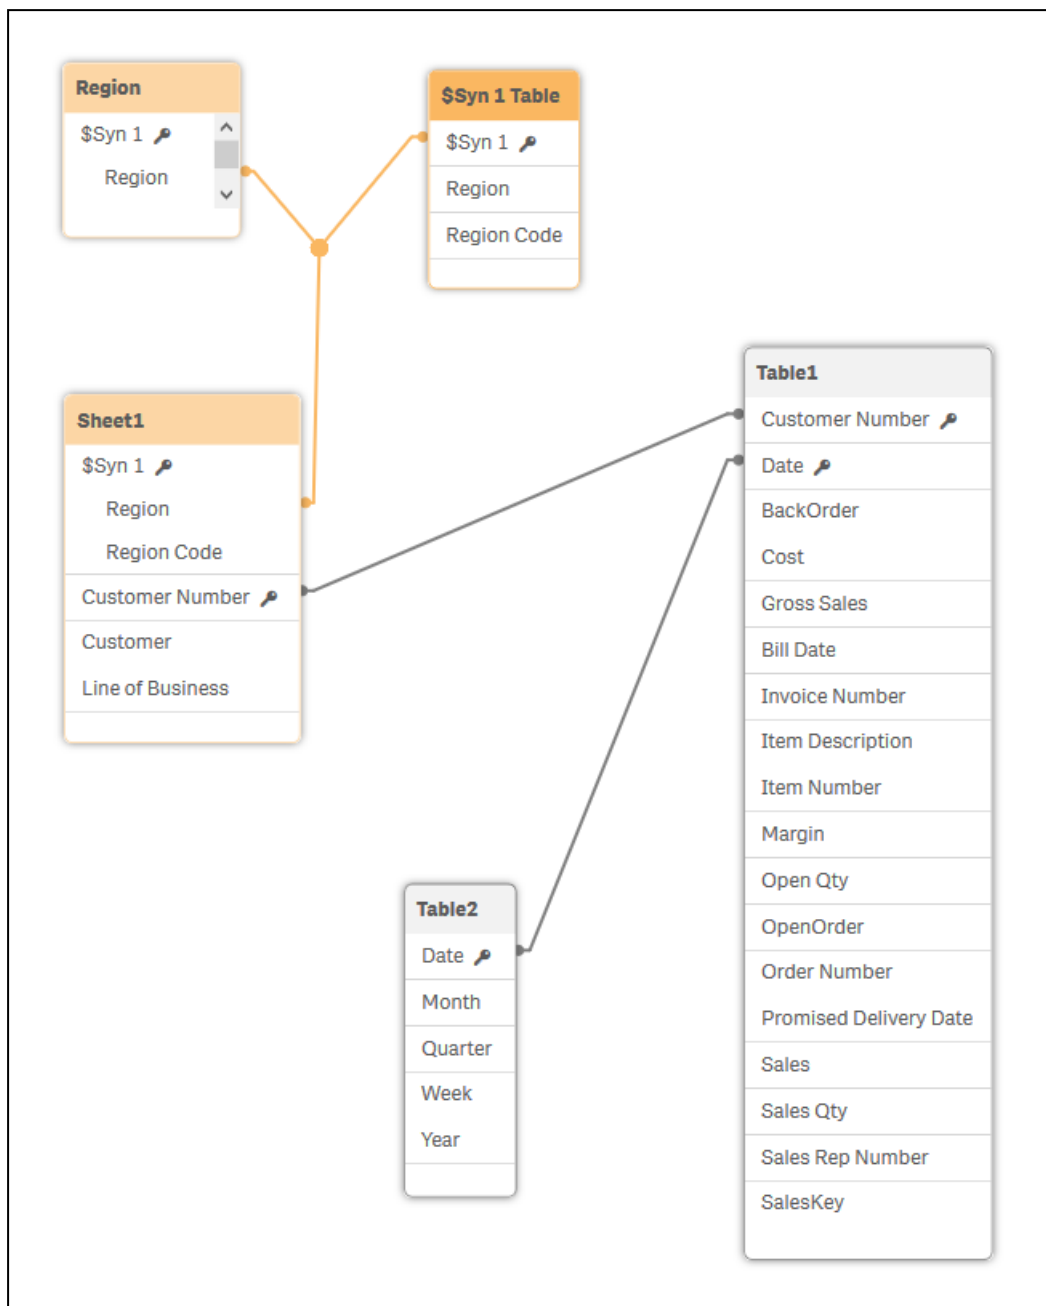 Region
$Syn 1
Region
$Syn 1 Table
$Syn 1
Region
Region Code
Sheet1
$Syn 1
Region
Region Code
Customer Number
Customer
Line of Business
Table1
Customer Number
Date
BackOrder
Cost
Gross Sales
Bill Date
Invoice Number
Item Description
Item Number
Margin
Open Qty
OpenOrder
Order Number
Promised Delivery Date
Sales
Sales Qty
Sales Rep Number
SalesKey
Table2
Date
Month
Quarter
Week
Year